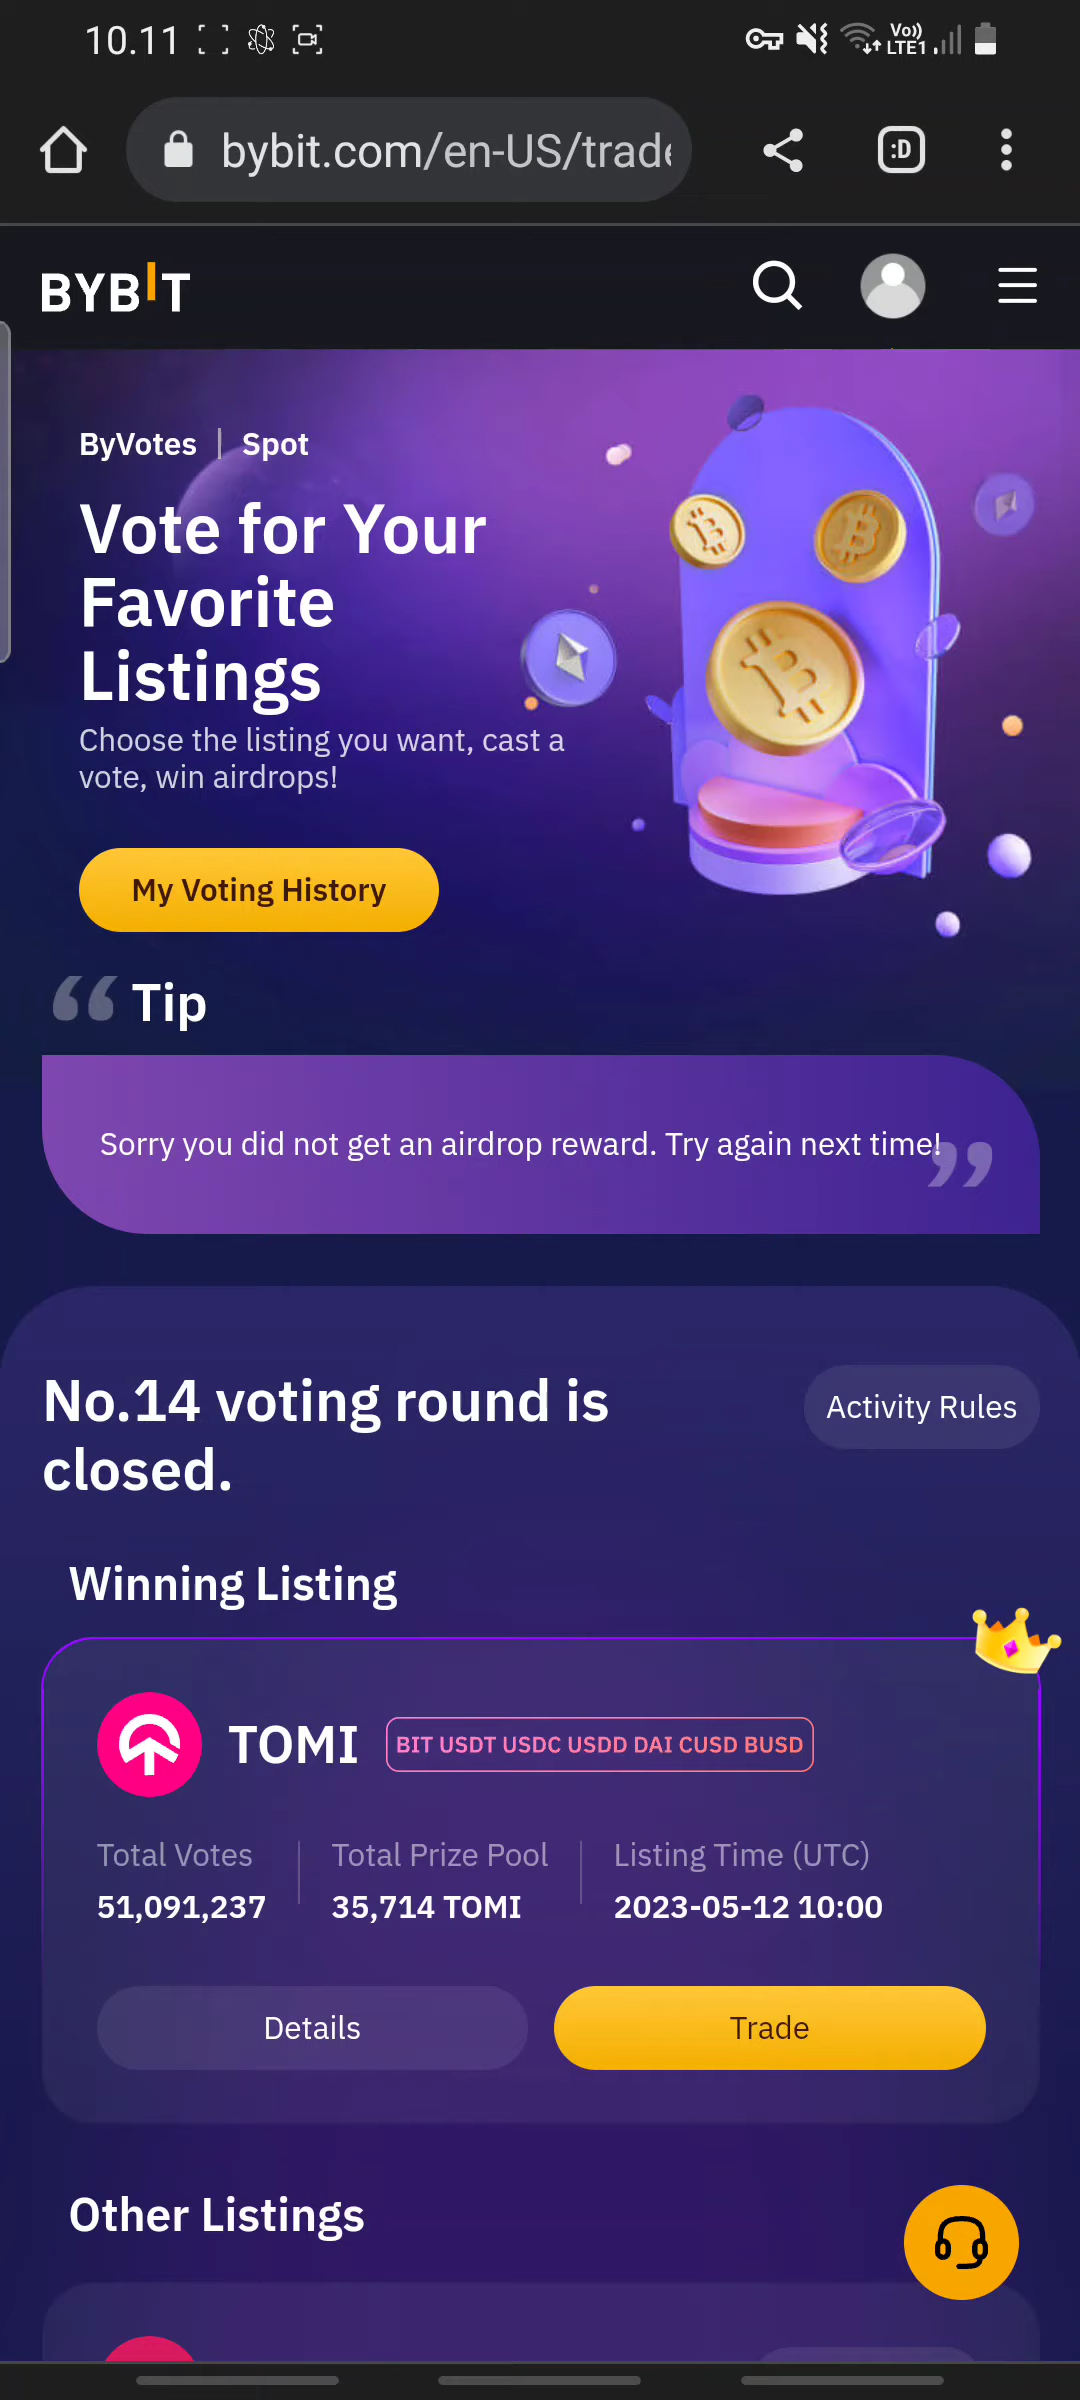 10.11
Vo)) LTE1
bybit.com/en-US/trade
:D
BYBIT
ByVotes | Spot
Vote for Your
Favorite
Listings
Choose the listing you want, cast a
vote, win airdrops!
My Voting History
“ Tip
Sorry you did not get an airdrop reward. Try again next time!
”
No.14 voting round is
closed.
Activity Rules
Winning Listing
TOMI BIT USDT USDC USDD DAI CUSD BUSD
Total Votes Total Prize Pool Listing Time (UTC)
51,091,237 35,714 TOMI 2023-05-12 10:00
Details Trade
Other Listings